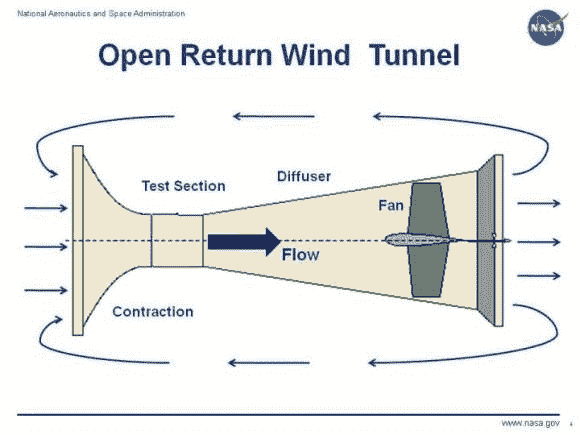 National Aeronautics and Space Administration
NASA
Open Return Wind Tunnel
Test Section
Diffuser
Fan
Flow
Contraction
www.nasa.gov 4